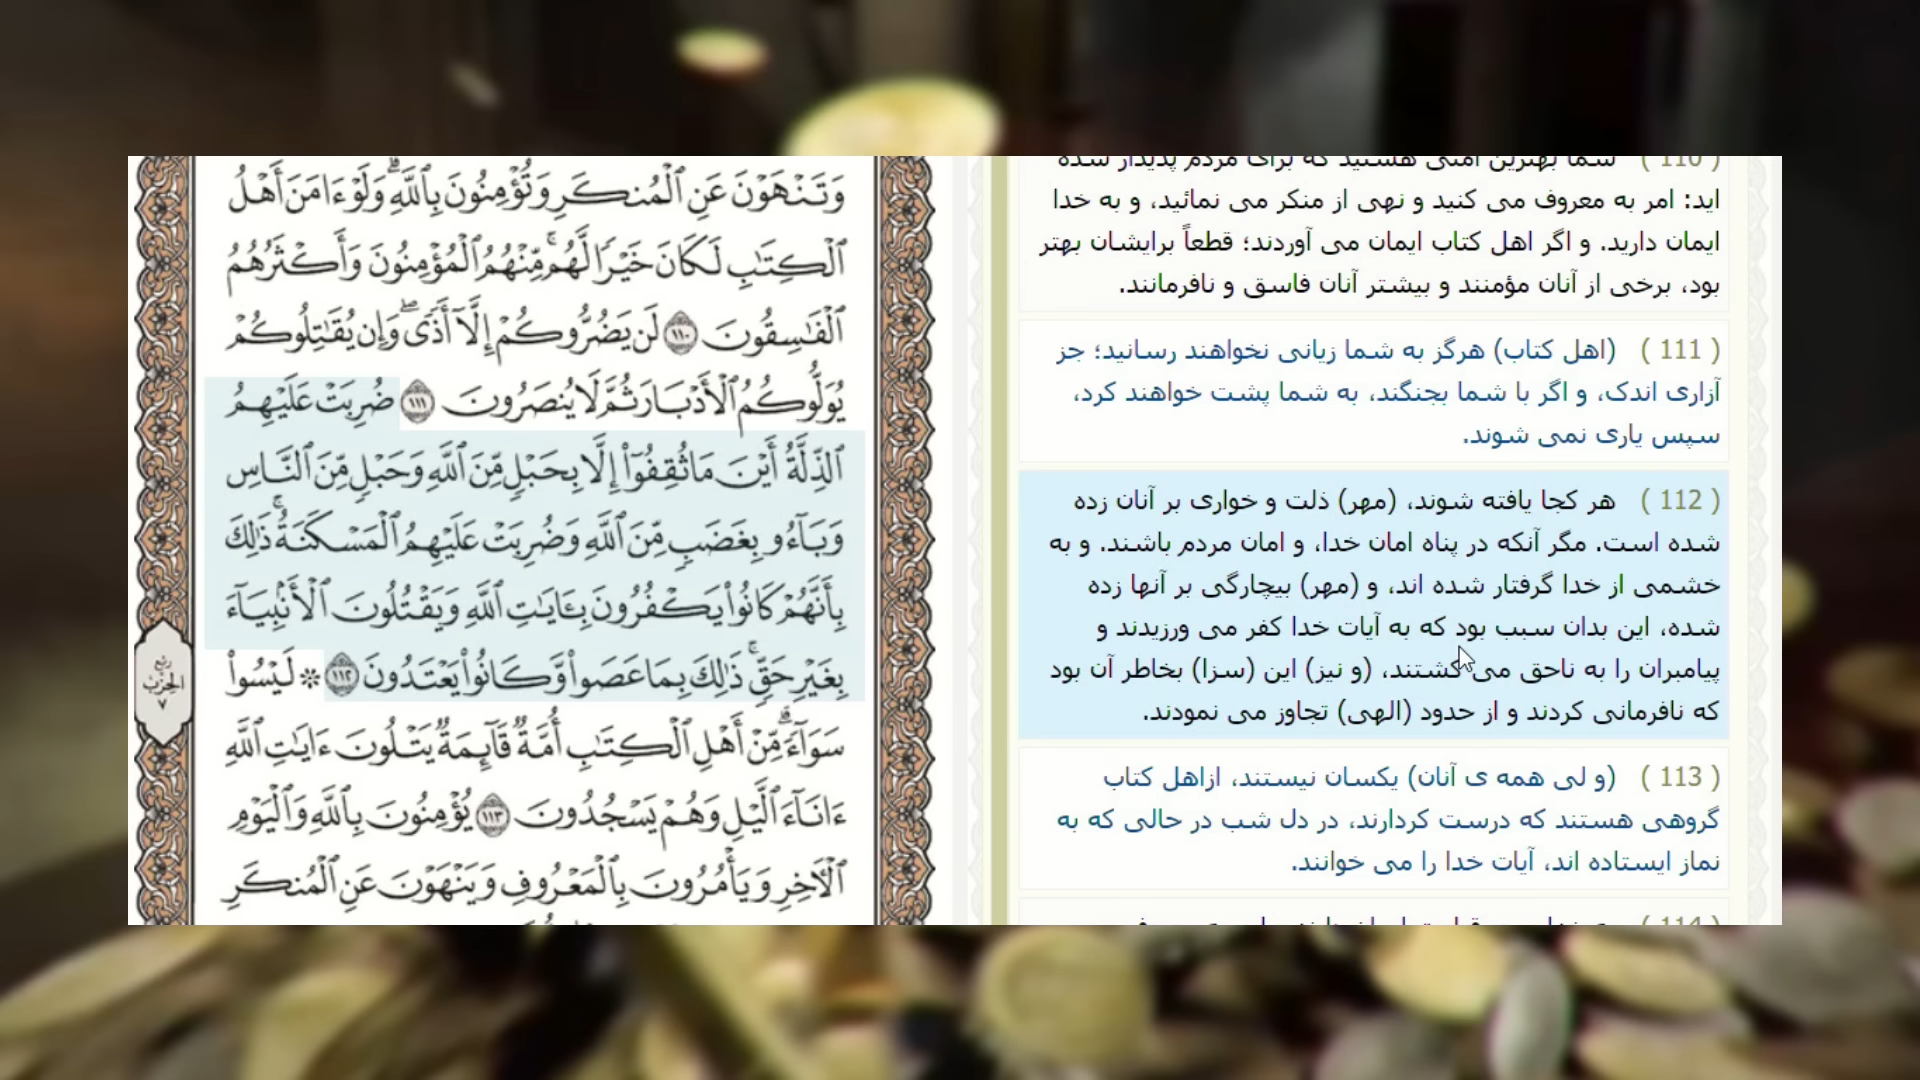 وَتَنْهَوْنَ عَنِ ٱلْمُنكَرِ وَتُؤْمِنُونَ بِٱللَّهِ ۗ وَلَوْ ءَامَنَ أَهْلُ
ٱلْكِتَٰبِ لَكَانَ خَيْرًا لَّهُم ۚ مِّنْهُمُ ٱلْمُؤْمِنُونَ وَأَكْثَرُهُمُ
ٱلْفَٰسِقُونَ ١١٠ لَن يَضُرُّوكُمْ إِلَّآ أَذًى ۖ وَإِن يُقَٰتِلُوكُمْ
يُوَلُّوكُمُ ٱلْأَدْبَارَ ثُمَّ لَا يُنصَرُونَ ١١١ ضُرِبَتْ عَلَيْهِمُ
ٱلذِّلَّةُ أَيْنَ مَا ثُقِفُوٓا۟ إِلَّا بِحَبْلٍ مِّنَ ٱللَّهِ وَحَبْلٍ مِّنَ ٱلنَّاسِ
وَبَآءُو بِغَضَبٍ مِّنَ ٱللَّهِ وَضُرِبَتْ عَلَيْهِمُ ٱلْمَسْكَنَةُ ۚ ذَٰلِكَ
بِأَنَّهُمْ كَانُوا۟ يَكْفُرُونَ بِـَٔايَٰتِ ٱللَّهِ وَيَقْتُلُونَ ٱلْأَنۢبِيَآءَ
بِغَيْرِ حَقٍّ ۚ ذَٰلِكَ بِمَا عَصَوا۟ وَّكَانُوا۟ يَعْتَدُونَ ١١٢ ۞ لَيْسُوا۟
سَوَآءً ۗ مِّنْ أَهْلِ ٱلْكِتَٰبِ أُمَّةٌ قَآئِمَةٌ يَتْلُونَ ءَايَٰتِ ٱللَّهِ
ءَانَآءَ ٱلَّيْلِ وَهُمْ يَسْجُدُونَ ١١٣ يُؤْمِنُونَ بِٱللَّهِ وَٱلْيَوْمِ
ٱلْءَاخِرِ وَيَأْمُرُونَ بِٱلْمَعْرُوفِ وَيَنْهَوْنَ عَنِ ٱلْمُنكَرِ
ربع
الحزب
٧
( 110 ) شما بهترین امتی هستید که برای مردم پدیدار شده
اید: امر به معروف می کنید و نهی از منکر می نمائید، و به خدا
ایمان دارید. و اگر اهل کتاب ایمان می آوردند؛ قطعاً برایشان بهتر
بود، برخی از آنان مؤمنند و بیشتر آنان فاسق و نافرمانند.
( 111 ) (اهل کتاب) هرگز به شما زیانی نخواهند رسانید؛ جز
آزاری اندک، و اگر با شما بجنگند، به شما پشت خواهند کرد،
سپس یاری نمی شوند.
( 112 ) هر کجا یافته شوند، (مهر) ذلت و خواری بر آنان زده
شده است. مگر آنکه در پناه امان خدا، و امان مردم باشند. و به
خشمی از خدا گرفتار شده اند، و (مهر) بیچارگی بر آنها زده
شده، این بدان سبب بود که به آیات خدا کفر می ورزیدند و
پیامبران را به ناحق می کشتند، (و نیز) این (سزا) بخاطر آن بود
که نافرمانی کردند و از حدود (الهی) تجاوز می نمودند.
( 113 ) (و لی همه ی آنان) یکسان نیستند، ازاهل کتاب
گروهی هستند که درست کردارند، در دل شب در حالی که به
نماز ایستاده اند، آیات خدا را می خوانند.
( 114 )